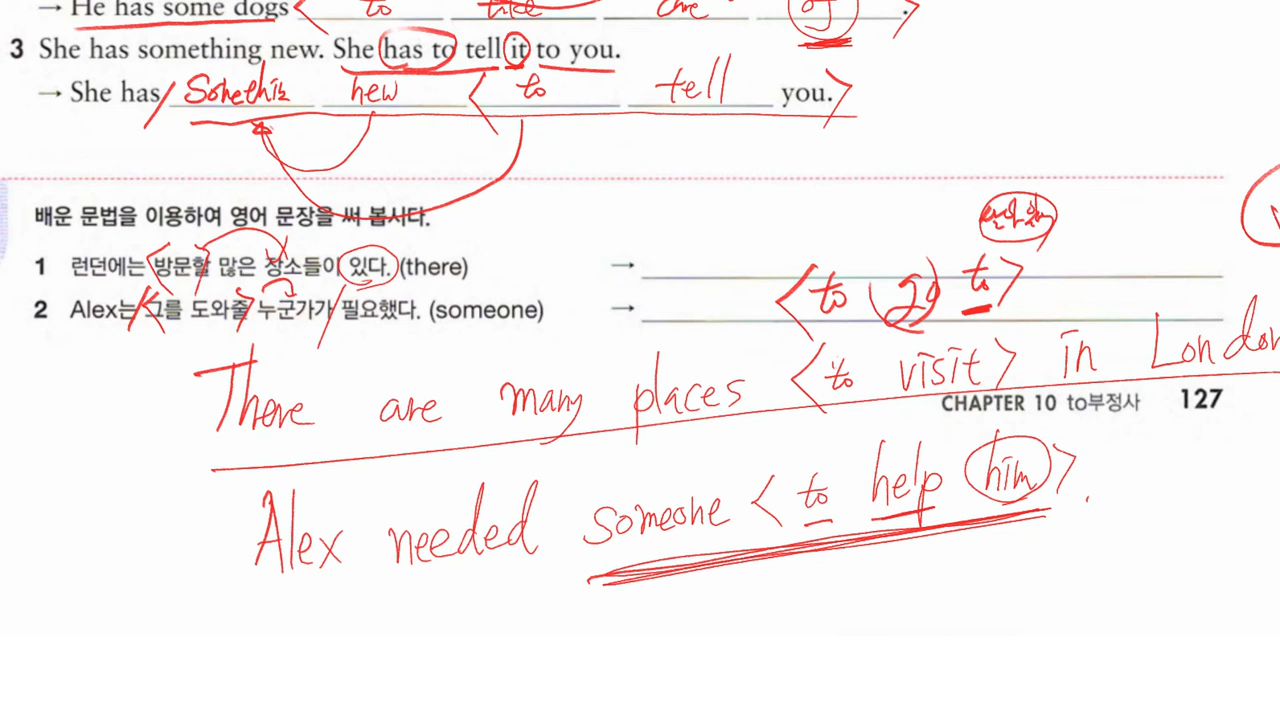 → He has some dogs < to take care of . >
3 She has something new. She has to tell it to you.
→ She has / Somethin new < to tell you. >
배운 문법을 이용하여 영어 문장을 써 봅시다.
1 런던에는 방문할 많은 장소들이 있다. (there) →
2 Alex는 그를 도와줄 누군가가 필요했다. (someone) →
< to go to >
There are many places < to visit > in London
CHAPTER 10 to부정사 127
Alex needed someone < to help him > .